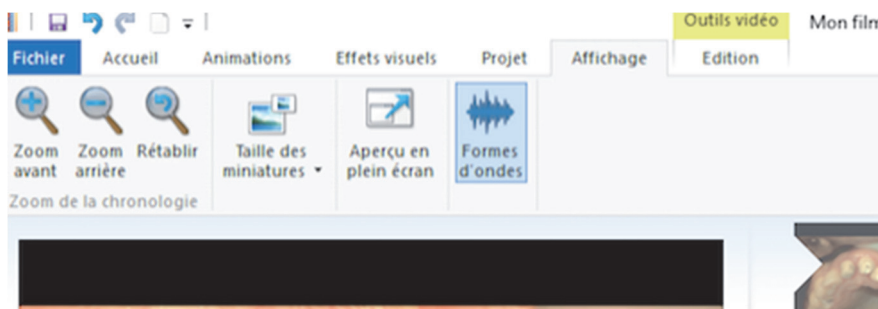 Outils vidéo
Mon film
Fichier Accueil Animations Effets visuels Projet Affichage Edition
Zoom avant
Zoom arrière
Rétablir
Taille des miniatures
Aperçu en plein écran
Formes d'ondes
Zoom de la chronologie